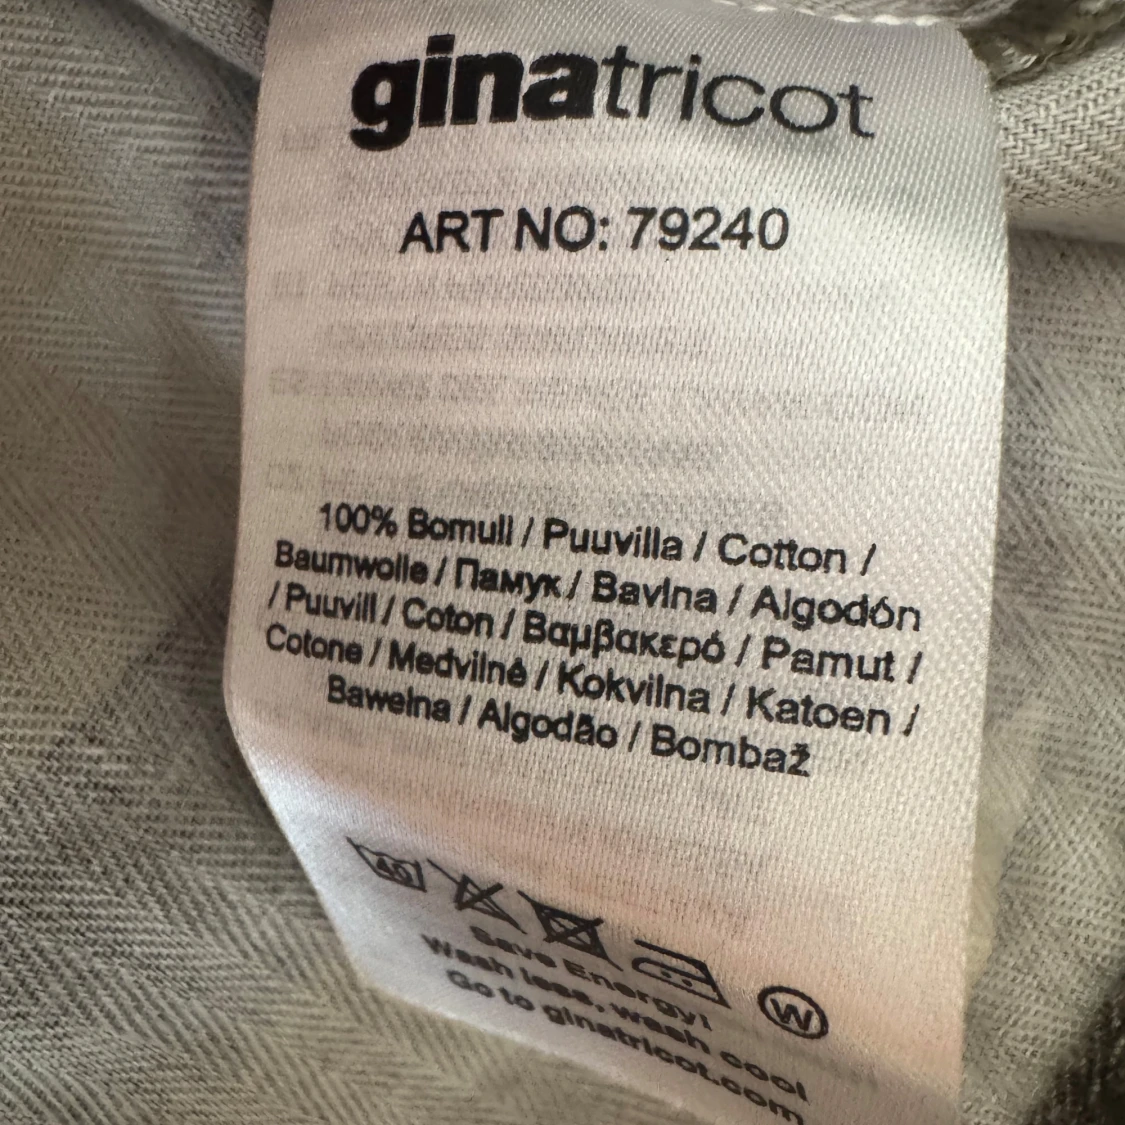 ginatricot
ART NO: 79240
100% Bomull / Puuvilla / Cotton /
Baumwolle / Памук / Bavlna / Algodón
/ Puuvill / Coton / Βαμβακερό / Pamut /
Cotone / Medvilnė / Kokvilna / Katoen /
Bawełna / Algodão / Bombaž
40
W
Save Energy!
Wash less, wash cool
Go to ginatricot.com